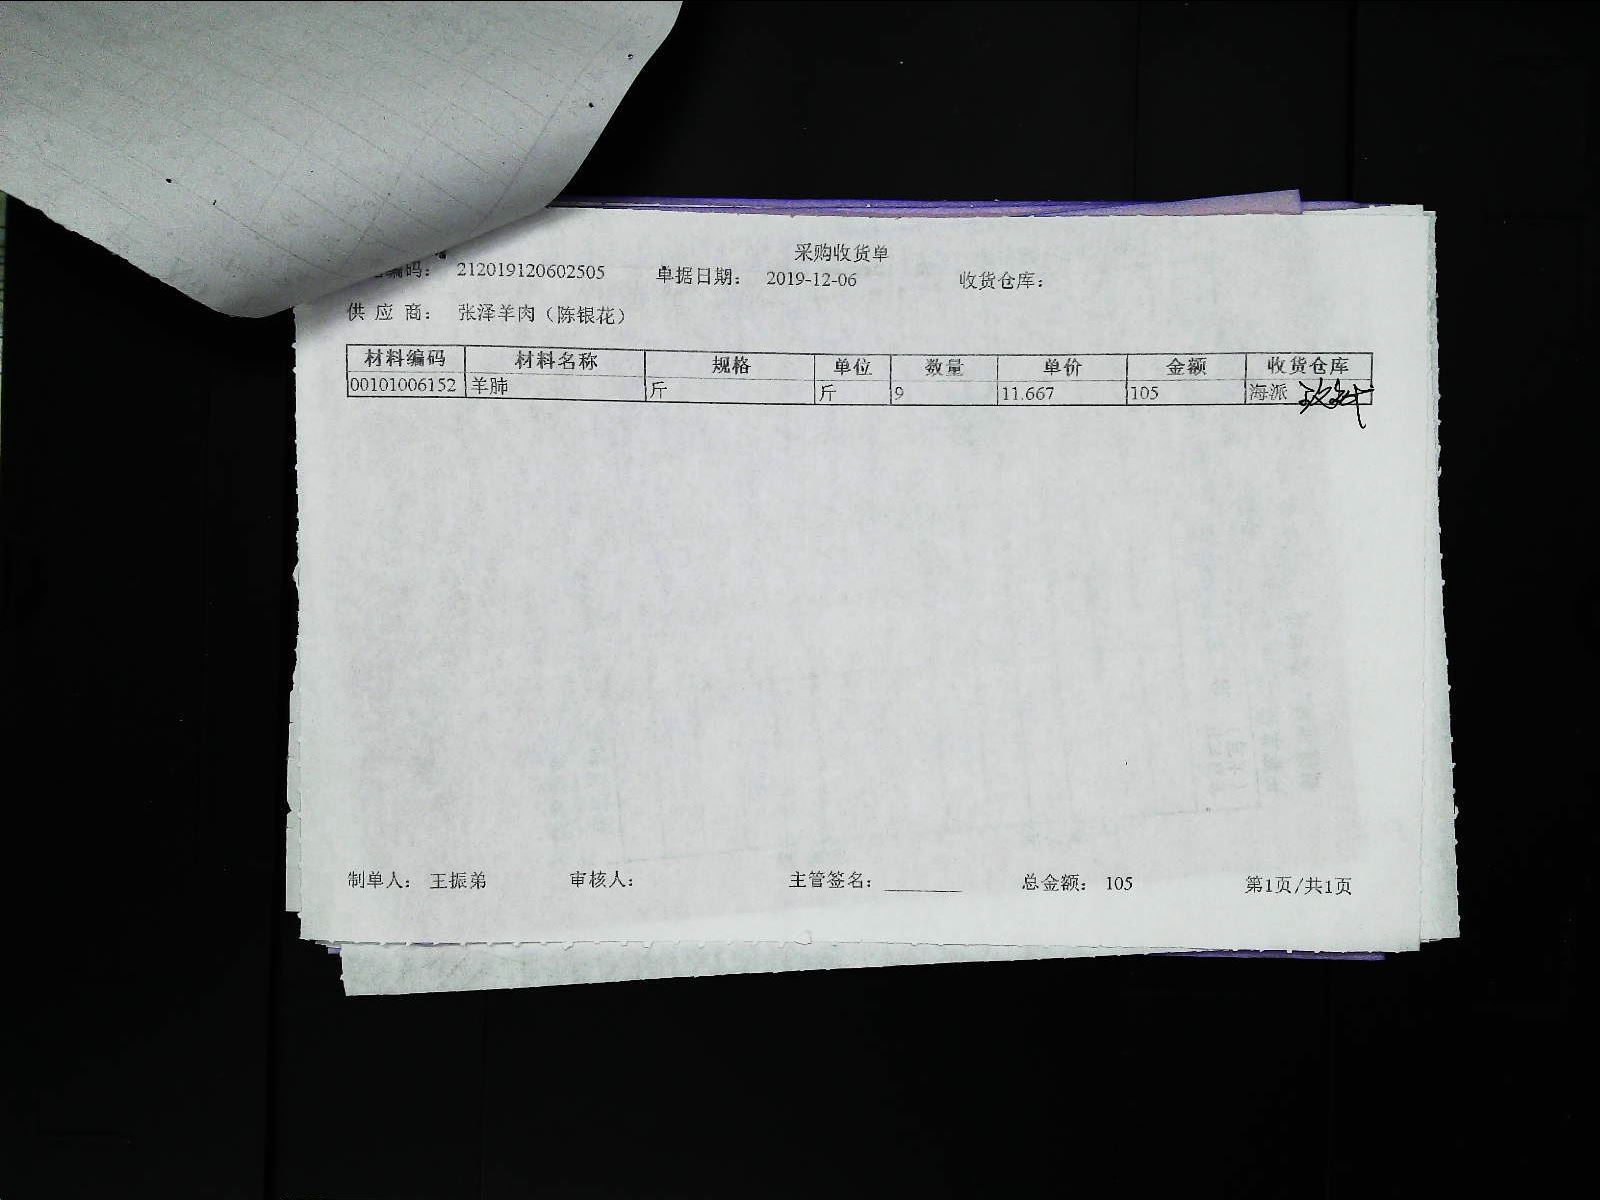 采购收货单
编码： 212019120602505 单据日期： 2019-12-06 收货仓库：
供 应 商： 张泽羊肉（陈银花）
材料编码 材料名称 规格 单位 数量 单价 金额 收货仓库
00101006152 羊肺 斤 斤 9 11.667 105 海派
制单人： 王振弟 审核人： 主管签名： 总金额： 105 第1页/共1页